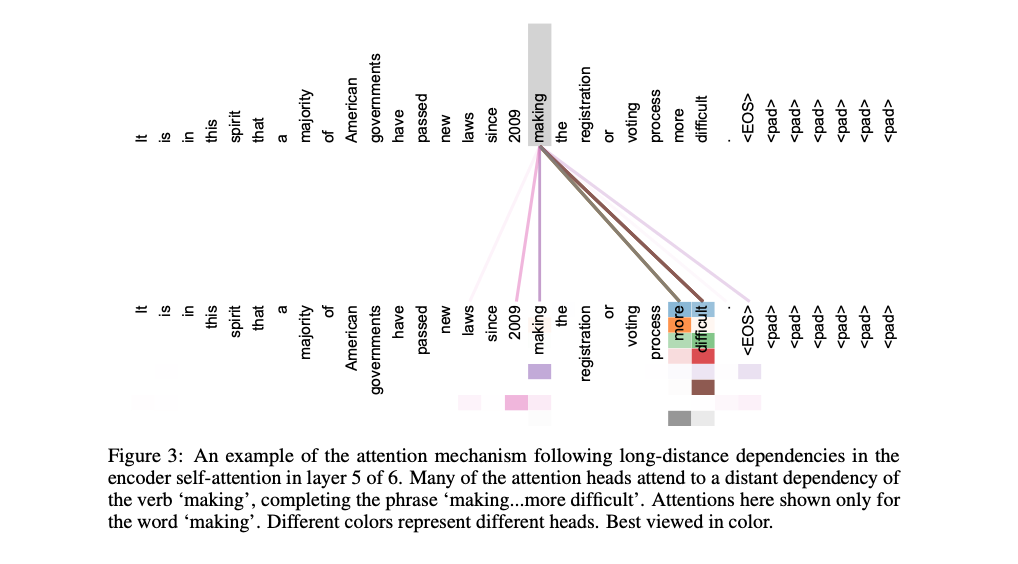 It is in this spirit that a majority of American governments have passed new laws since 2009 making the registration or voting process more difficult . <EOS> <pad> <pad> <pad> <pad> <pad> <pad>
It is in this spirit that a majority of American governments have passed new laws since 2009 making the registration or voting process more difficult . <EOS> <pad> <pad> <pad> <pad> <pad> <pad>
Figure 3: An example of the attention mechanism following long-distance dependencies in the
encoder self-attention in layer 5 of 6. Many of the attention heads attend to a distant dependency of
the verb ‘making’, completing the phrase ‘making...more difficult’. Attentions here shown only for
the word ‘making’. Different colors represent different heads. Best viewed in color.